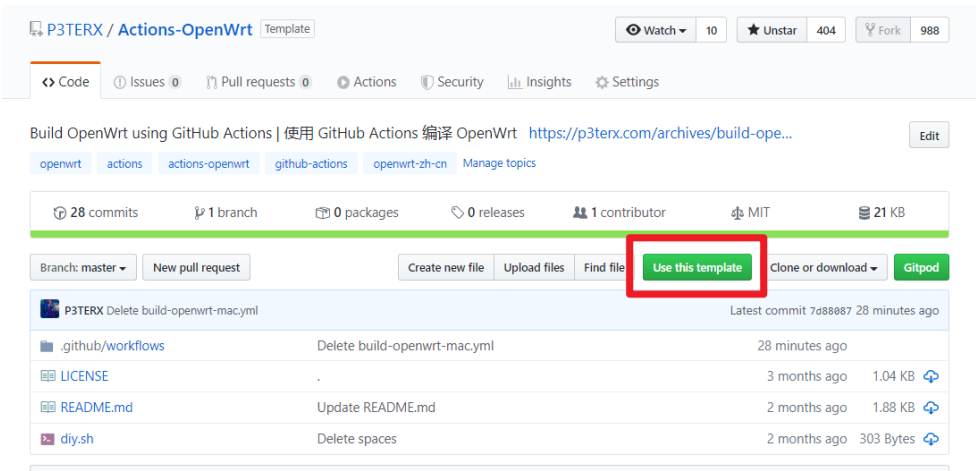 P3TERX / Actions-OpenWrt Template Watch 10 Unstar 404 Fork 988
Code Issues 0 Pull requests 0 Actions Security Insights Settings
Build OpenWrt using GitHub Actions | 使用 GitHub Actions 编译 OpenWrt https://p3terx.com/archives/build-ope... Edit
openwrt actions actions-openwrt github-actions openwrt-zh-cn Manage topics
28 commits 1 branch 0 packages 0 releases 1 contributor MIT 21 KB
Branch: master New pull request Create new file Upload files Find file Use this template Clone or download Gitpod
P3TERX Delete build-openwrt-mac.yml Latest commit 7d88087 28 minutes ago
.github/workflows Delete build-openwrt-mac.yml 28 minutes ago
LICENSE . 3 months ago 1.04 KB
README.md Update README.md 2 months ago 1.88 KB
diy.sh Delete spaces 2 months ago 303 Bytes